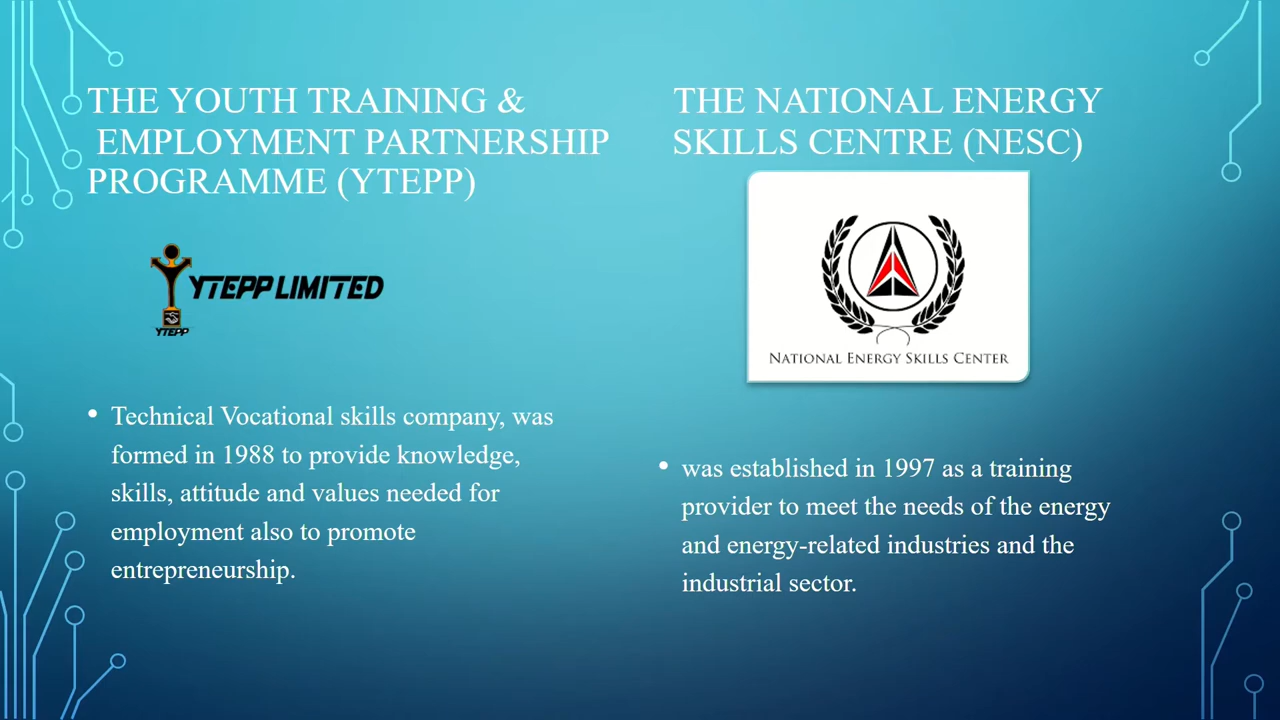 THE YOUTH TRAINING &
EMPLOYMENT PARTNERSHIP
PROGRAMME (YTEPP)
YTEPP LIMITED
YTEPP
• Technical Vocational skills company, was
formed in 1988 to provide knowledge,
skills, attitude and values needed for
employment also to promote
entrepreneurship.
THE NATIONAL ENERGY
SKILLS CENTRE (NESC)
NATIONAL ENERGY SKILLS CENTER
• was established in 1997 as a training
provider to meet the needs of the energy
and energy-related industries and the
industrial sector.